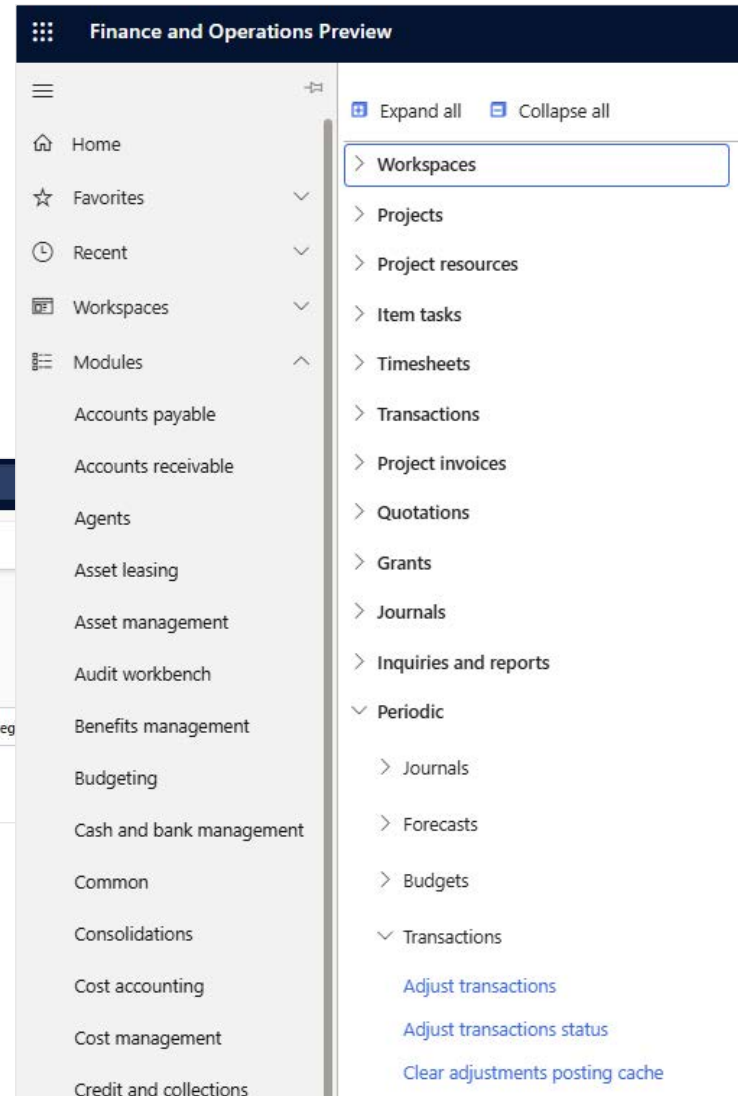 Finance and Operations Preview
Home
Favorites
Recent
Workspaces
Modules
Accounts payable
Accounts receivable
Agents
Asset leasing
Asset management
Audit workbench
Benefits management
Budgeting
Cash and bank management
Common
Consolidations
Cost accounting
Cost management
Credit and collections
eg
Expand all Collapse all
Workspaces
Projects
Project resources
Item tasks
Timesheets
Transactions
Project invoices
Quotations
Grants
Journals
Inquiries and reports
Periodic
Journals
Forecasts
Budgets
Transactions
Adjust transactions
Adjust transactions status
Clear adjustments posting cache